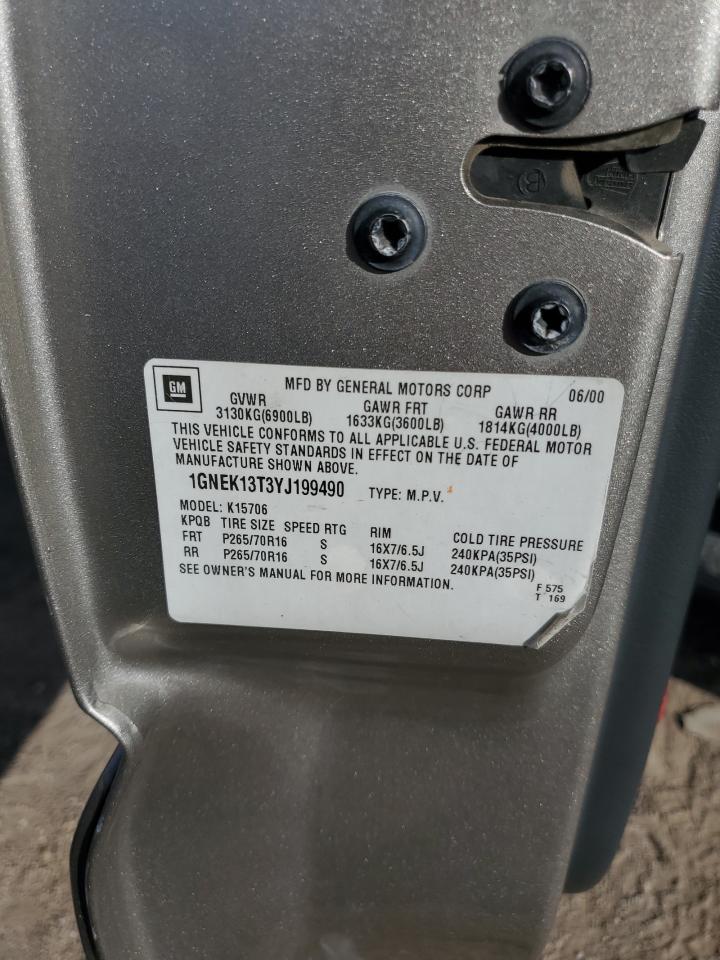 GM
MFD BY GENERAL MOTORS CORP 06/00
GVWR GAWR FRT GAWR RR
3130KG(6900LB) 1633KG(3600LB) 1814KG(4000LB)
THIS VEHICLE CONFORMS TO ALL APPLICABLE U.S. FEDERAL MOTOR
VEHICLE SAFETY STANDARDS IN EFFECT ON THE DATE OF
MANUFACTURE SHOWN ABOVE.
1GNEK13T3YJ199490 TYPE: M.P.V.
MODEL: K15706
KPQB TIRE SIZE SPEED RTG RIM COLD TIRE PRESSURE
FRT P265/70R16 S 16X7/6.5J 240KPA(35PSI)
RR P265/70R16 S 16X7/6.5J 240KPA(35PSI)
SEE OWNER'S MANUAL FOR MORE INFORMATION.
F 575
T 169